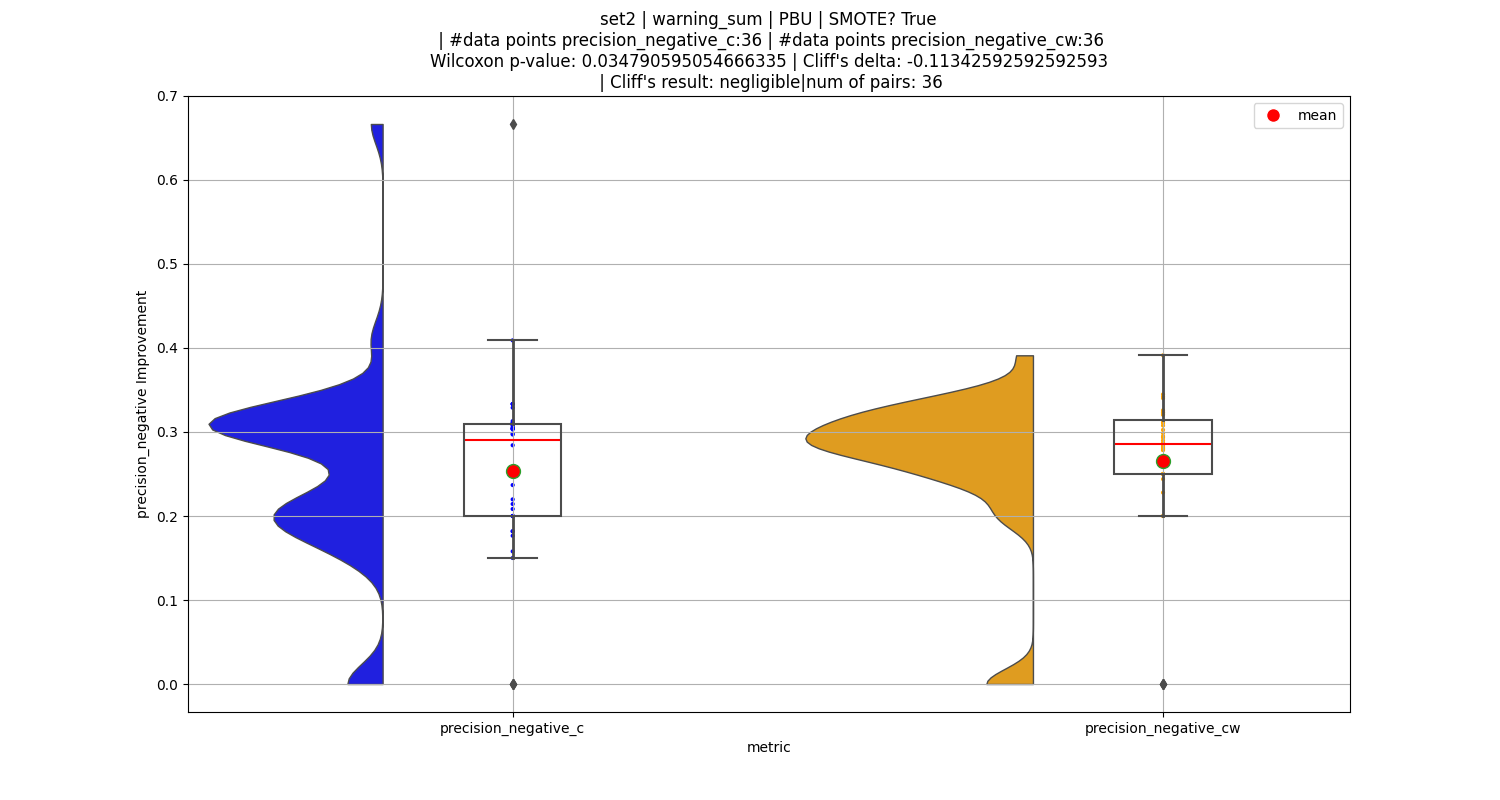 set2 | warning_sum | PBU | SMOTE? True
| #data points precision_negative_c:36 | #data points precision_negative_cw:36
Wilcoxon p-value: 0.034790595054666335 | Cliff's delta: -0.11342592592592593
| Cliff's result: negligible|num of pairs: 36
mean
0.7
0.6
0.5
0.4
0.3
0.2
0.1
0.0
precision_negative Improvement
precision_negative_c
precision_negative_cw
metric